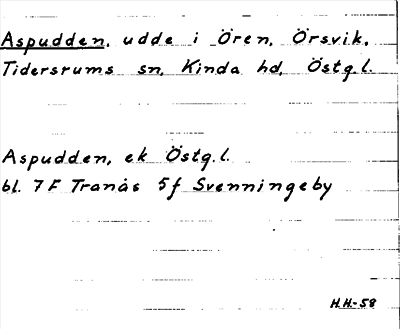 Aspudden, udde i Ören, Örsvik,
Tidersrums sn, Kinda hd, Östg.l.
Aspudden, ek Östg.l.
bl. 7F Tranås 5f Svenningeby
H.H.-58